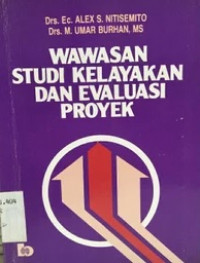 Drs. Ec. ALEX S. NITISEMITO
Drs. M. UMAR BURHAN, MS
WAWASAN
STUDI KELAYAKAN
DAN EVALUASI
PROYEK